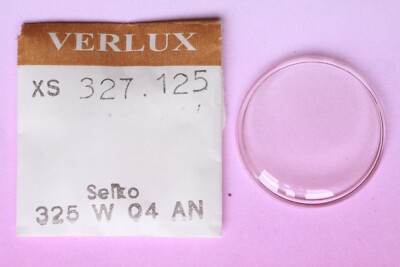 VERLUX
XS 327.125
Seiko
325 W 04 AN